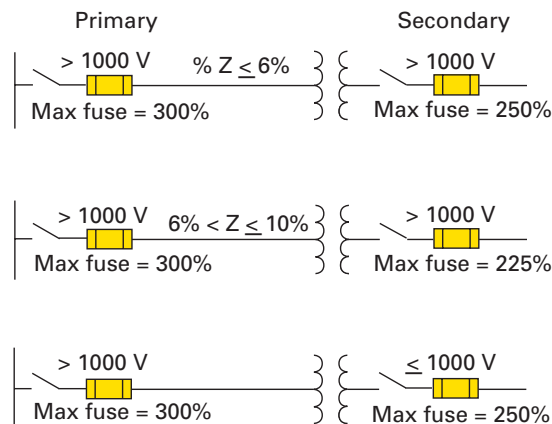 Primary Secondary
> 1000 V % Z ≤ 6% > 1000 V
Max fuse = 300% Max fuse = 250%
> 1000 V 6% < Z ≤ 10% > 1000 V
Max fuse = 300% Max fuse = 225%
> 1000 V ≤ 1000 V
Max fuse = 300% Max fuse = 250%